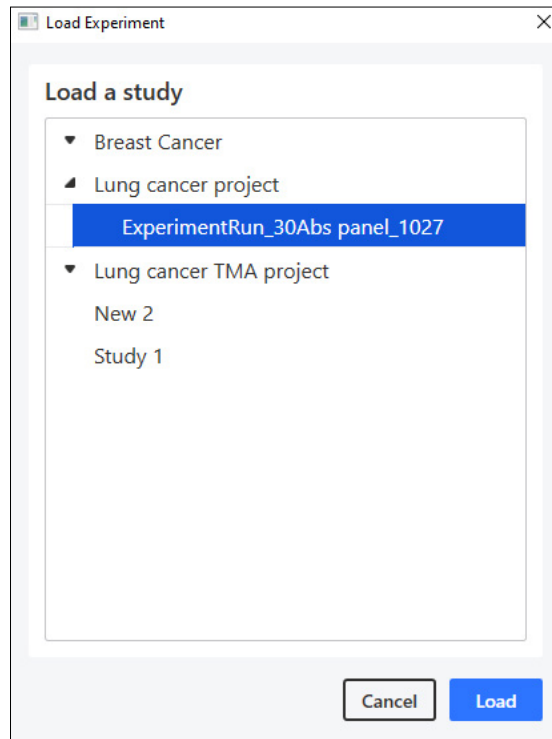 Load Experiment
Load a study
Breast Cancer
Lung cancer project
ExperimentRun_30Abs panel_1027
Lung cancer TMA project
New 2
Study 1
Cancel Load